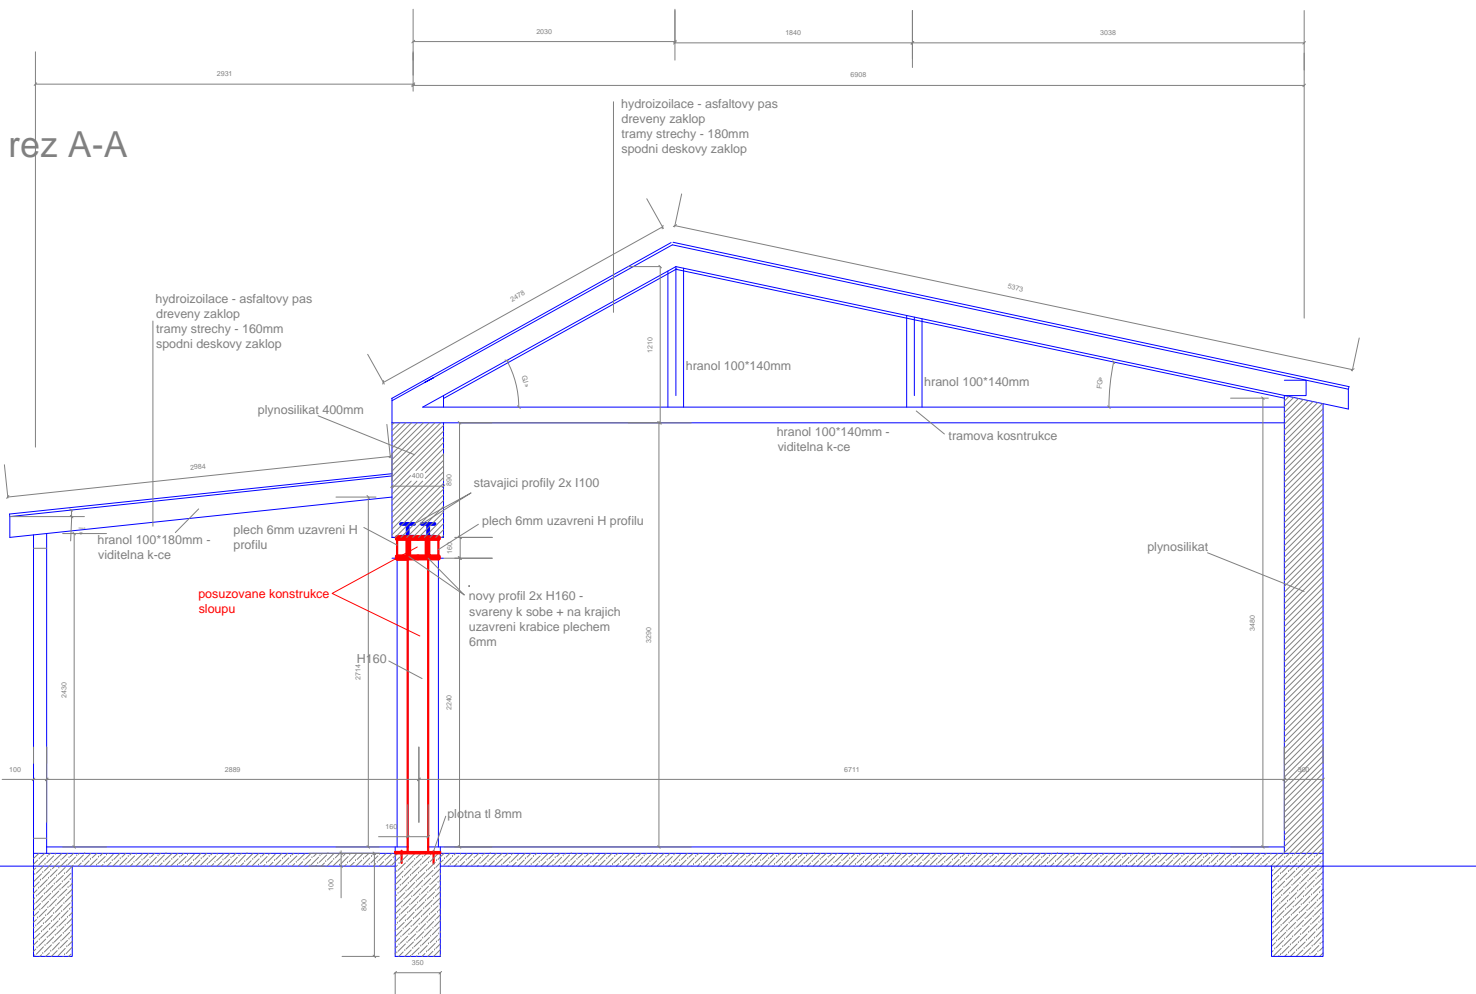 2030
1840
3038
2931
6908
rez A-A
hydroizoilace - asfaltovy pas
dreveny zaklop
tramy strechy - 180mm
spodni deskovy zaklop
hydroizoilace - asfaltovy pas
dreveny zaklop
tramy strechy - 160mm
spodni deskovy zaklop
2478
5373
1210
hranol 100*140mm
hranol 100*140mm
plynosilikat 400mm
hranol 100*140mm -
viditelna k-ce
tramova kosntrukce
2984
400
890
stavajici profily 2x I100
plech 6mm uzavreni H
profilu
plech 6mm uzavreni H profilu
160
hranol 100*180mm -
viditelna k-ce
plynosilikat
posuzovane konstrukce
sloupu
novy profil 2x H160 -
svareny k sobe + na krajich
uzavreni krabice plechem
6mm
H160
2714
2430
2240
3290
3480
100
2889
6711
300
160
plotna tl 8mm
100
800
350